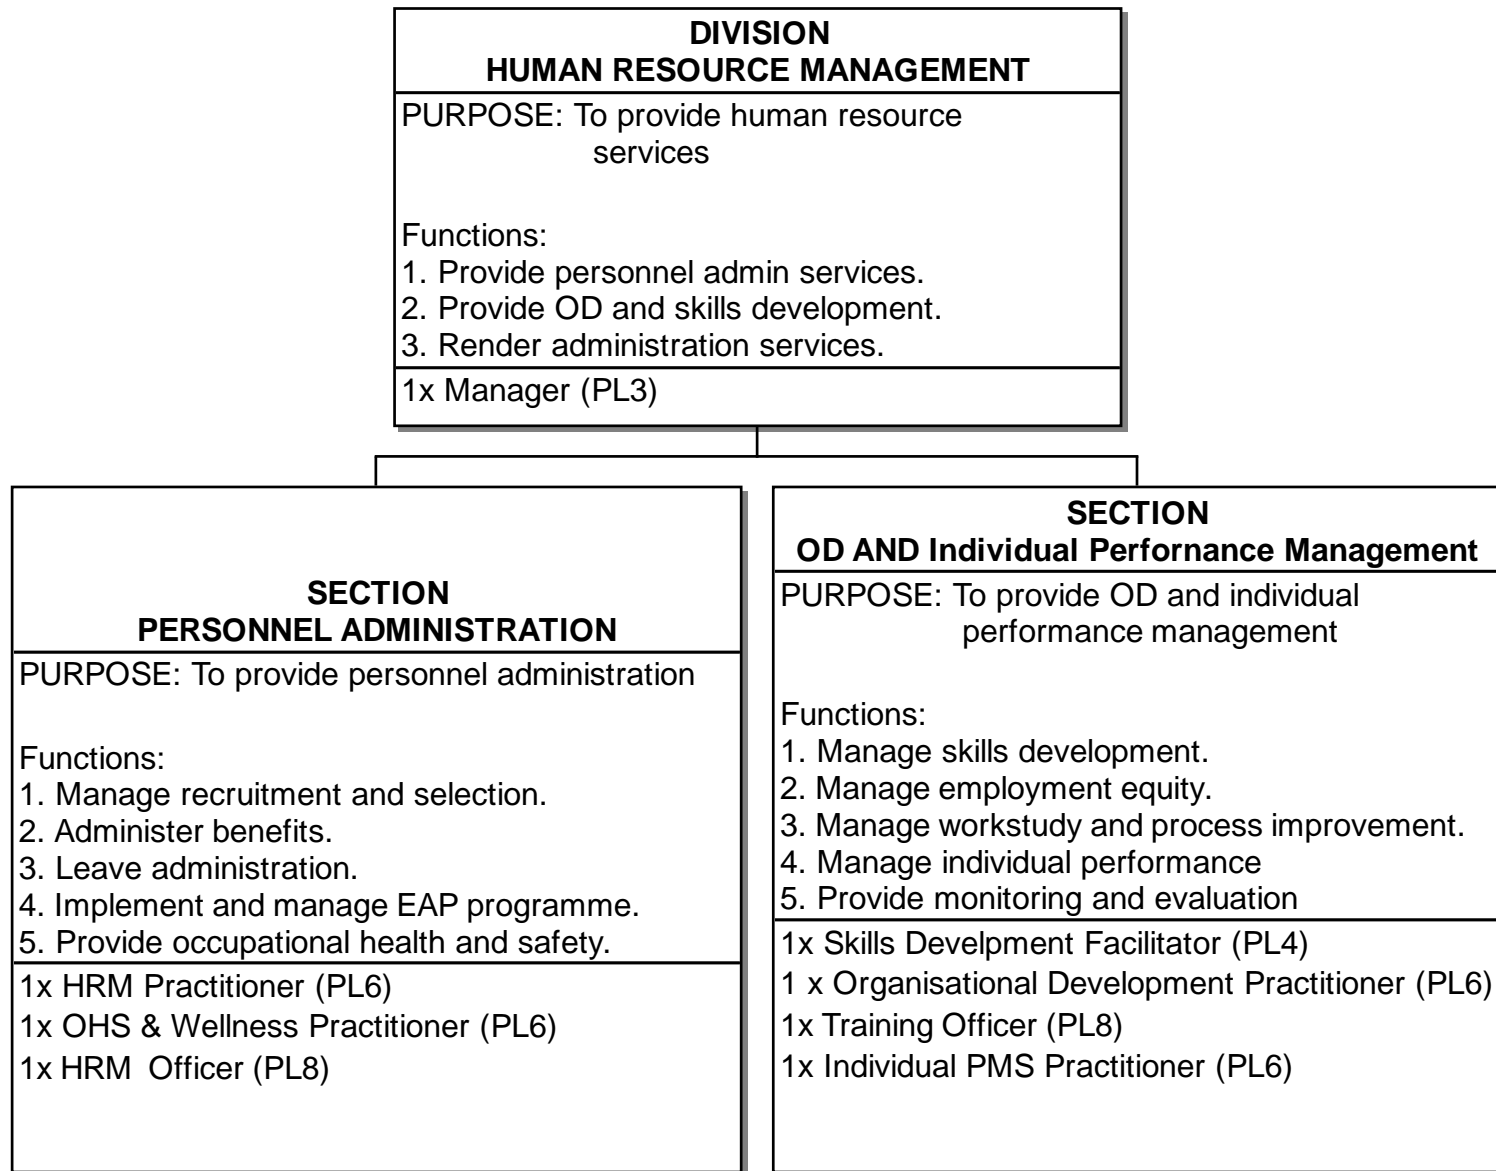 DIVISION
HUMAN RESOURCE MANAGEMENT
PURPOSE: To provide human resource
services
Functions:
1. Provide personnel admin services.
2. Provide OD and skills development.
3. Render administration services.
1x Manager (PL3)
SECTION
PERSONNEL ADMINISTRATION
PURPOSE: To provide personnel administration
Functions:
1. Manage recruitment and selection.
2. Administer benefits.
3. Leave administration.
4. Implement and manage EAP programme.
5. Provide occupational health and safety.
1x HRM Practitioner (PL6)
1x OHS & Wellness Practitioner (PL6)
1x HRM Officer (PL8)
SECTION
OD AND Individual Perfornance Management
PURPOSE: To provide OD and individual
performance management
Functions:
1. Manage skills development.
2. Manage employment equity.
3. Manage workstudy and process improvement.
4. Manage individual performance
5. Provide monitoring and evaluation
1x Skills Develpment Facilitator (PL4)
1 x Organisational Development Practitioner (PL6)
1x Training Officer (PL8)
1x Individual PMS Practitioner (PL6)